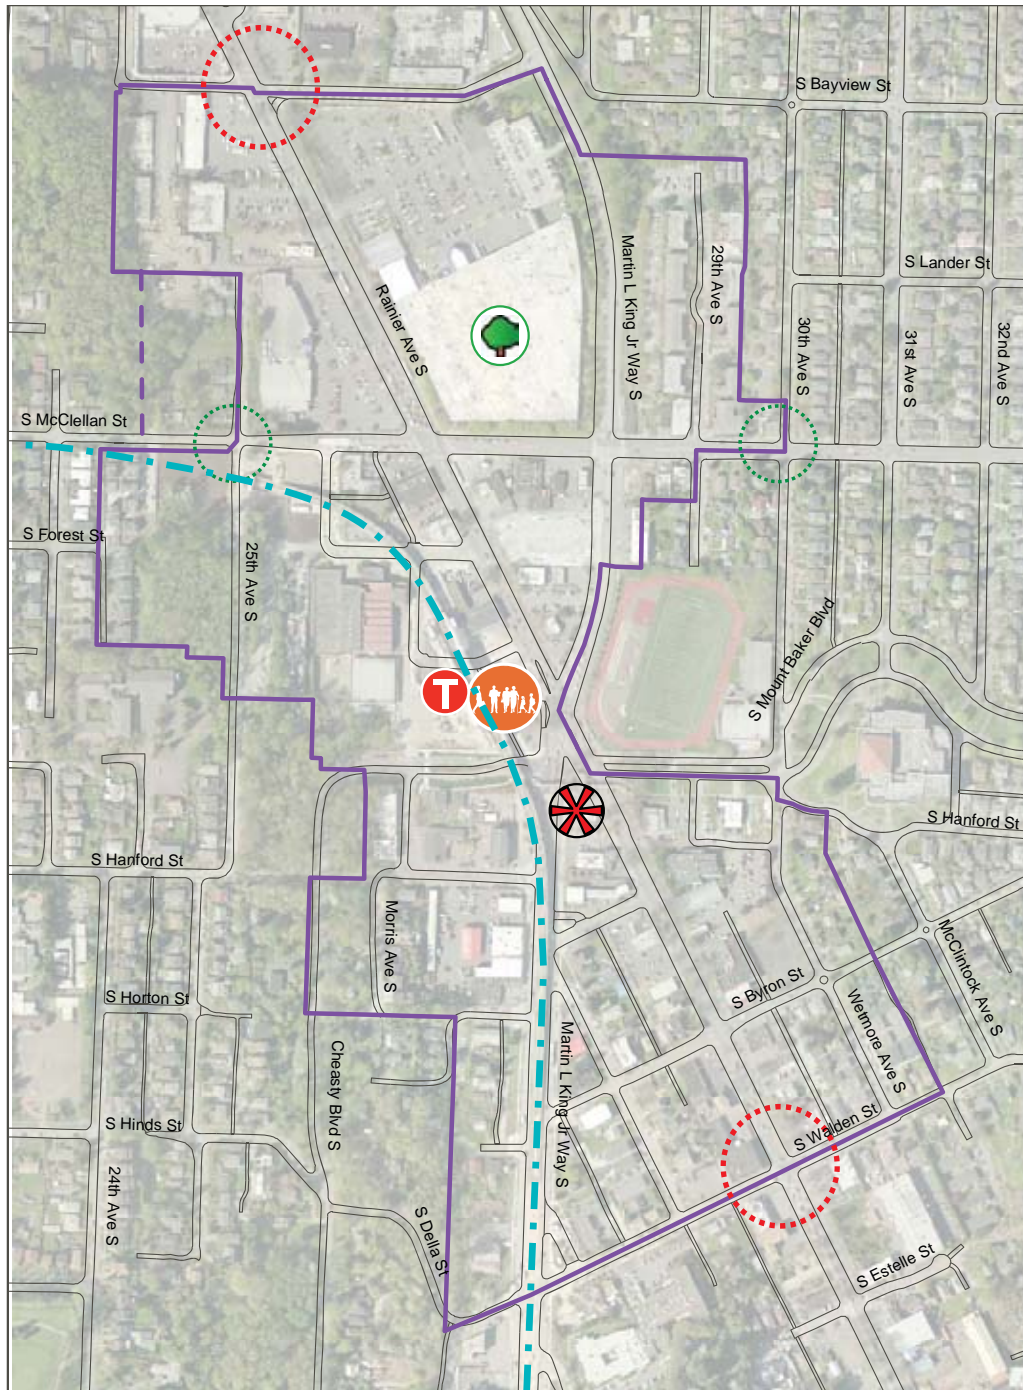 S Bayview St
S Lander St
Martin L King Jr Way S
29th Ave S
Rainier Ave S
30th Ave S
31st Ave S
32nd Ave S
S McClellan St
S Forest St
25th Ave S
S Mount Baker Blvd
T
S Hanford St
S Hanford St
Morris Ave S
McClintock Ave S
S Byron St
S Horton St
Wetmore Ave S
Martin L King Jr Way S
Cheasty Blvd S
S Hinds St
S Walden St
24th Ave S
S Della St
S Estelle St